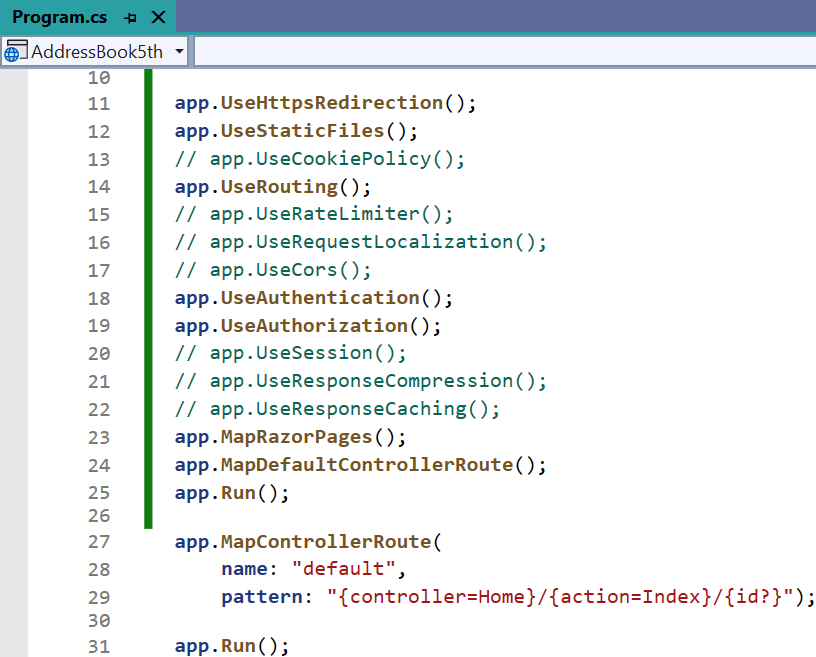 Program.cs
AddressBook5th
10
11 app.UseHttpsRedirection();
12 app.UseStaticFiles();
13 // app.UseCookiePolicy();
14 app.UseRouting();
15 // app.UseRateLimiter();
16 // app.UseRequestLocalization();
17 // app.UseCors();
18 app.UseAuthentication();
19 app.UseAuthorization();
20 // app.UseSession();
21 // app.UseResponseCompression();
22 // app.UseResponseCaching();
23 app.MapRazorPages();
24 app.MapDefaultControllerRoute();
25 app.Run();
26
27 app.MapControllerRoute(
28 name: "default",
29 pattern: "{controller=Home}/{action=Index}/{id?}");
30
31 app.Run();